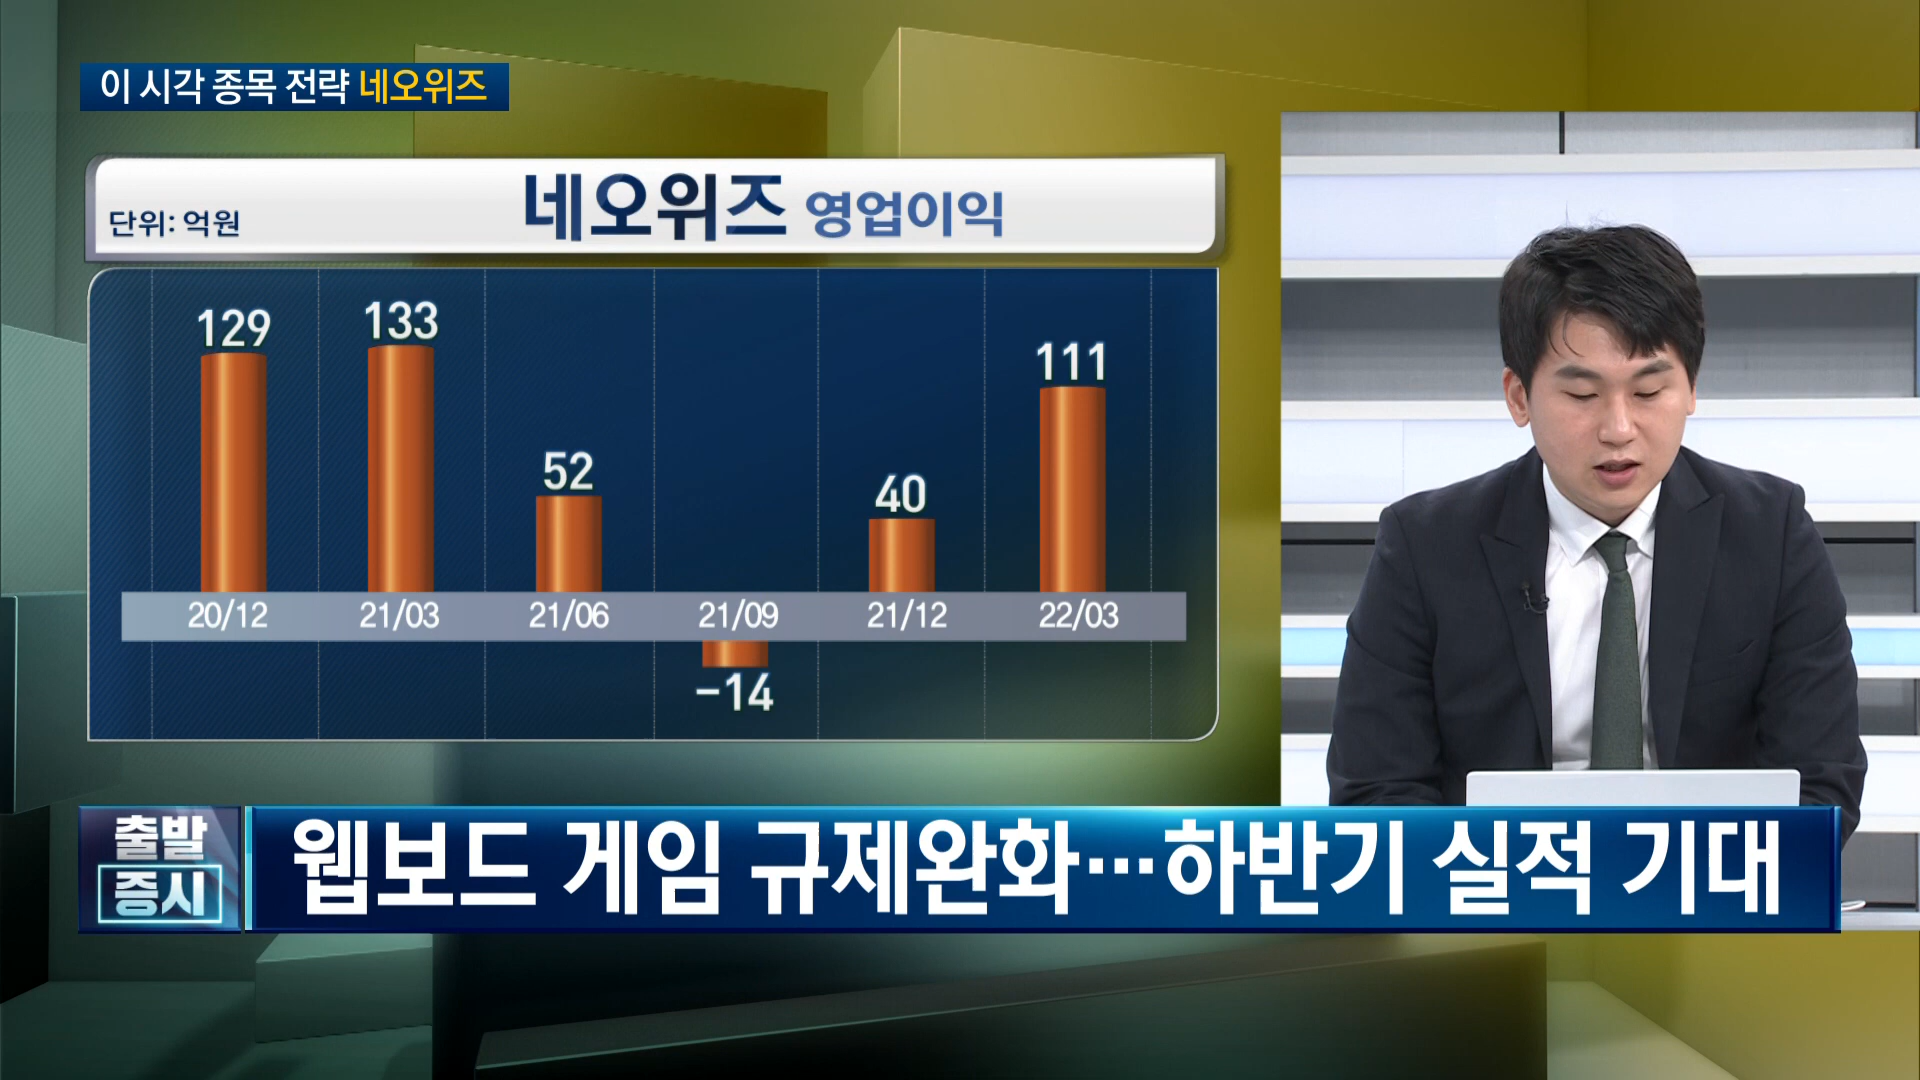 이 시각 종목 전략 네오위즈
단위: 억원
네오위즈 영업이익
129
133
52
40
111
20/12
21/03
21/06
21/09
21/12
22/03
-14
출발
증시
웹보드 게임 규제완화…하반기 실적 기대